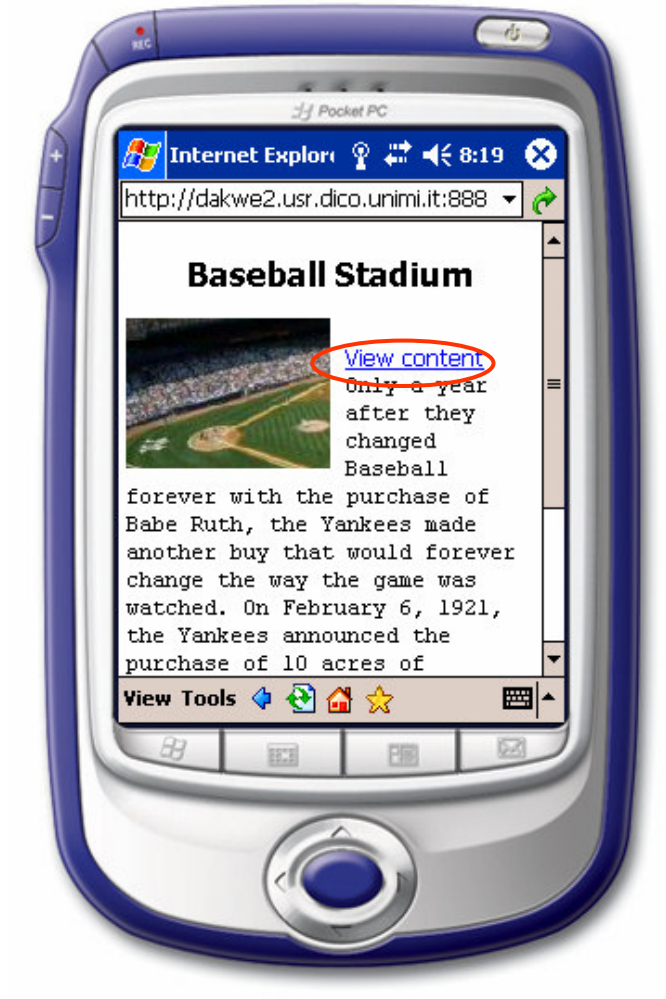 REC
Pocket PC
Internet Explor
8:19
http://dakwe2.usr.dico.unimi.it:888
Baseball Stadium
View content
Only a year
after they
changed
Baseball
forever with the purchase of
Babe Ruth, the Yankees made
another buy that would forever
change the way the game was
watched. On February 6, 1921,
the Yankees announced the
purchase of 10 acres of
View Tools